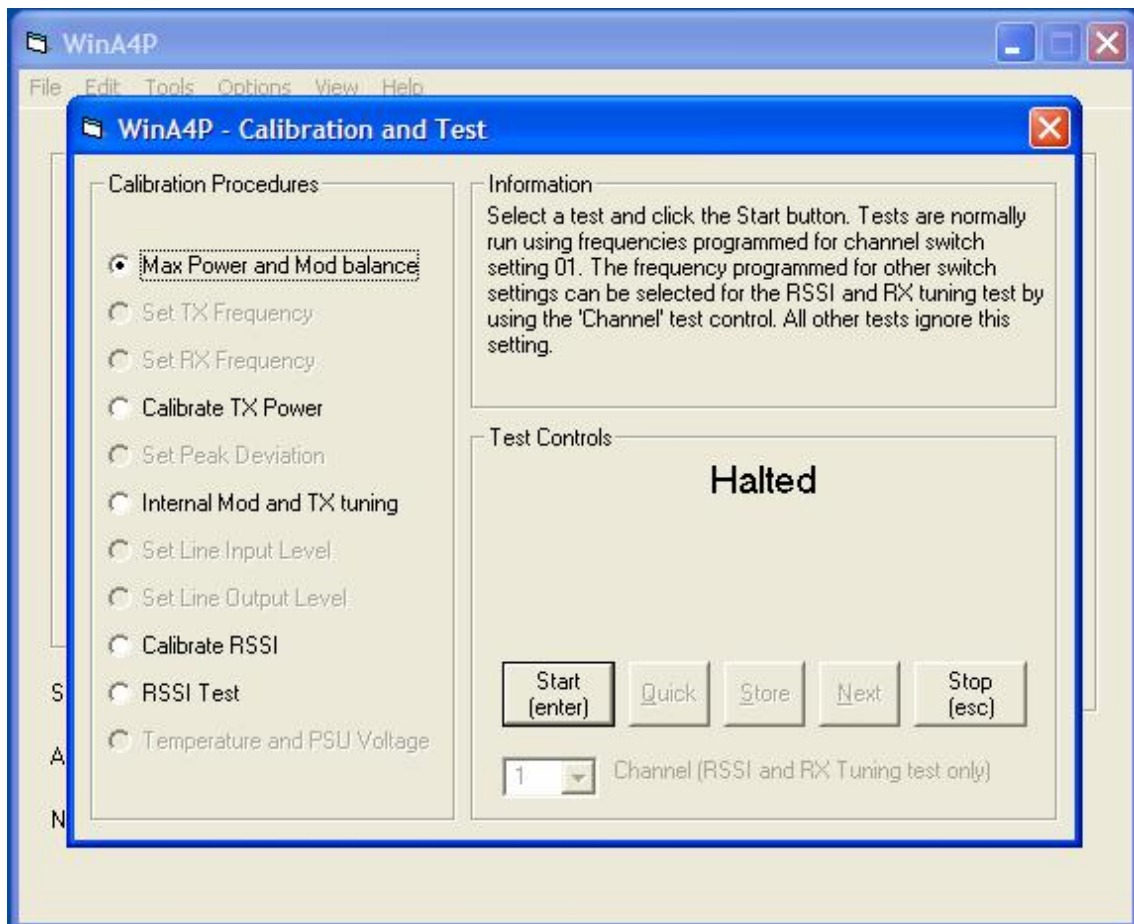 WinA4P
File Edit Tools Options View Help
WinA4P - Calibration and Test
Calibration Procedures
Max Power and Mod balance
Set TX Frequency
Set RX Frequency
Calibrate TX Power
Set Peak Deviation
Internal Mod and TX tuning
Set Line Input Level
Set Line Output Level
Calibrate RSSI
RSSI Test
Temperature and PSU Voltage
Information
Select a test and click the Start button. Tests are normally
run using frequencies programmed for channel switch
setting 01. The frequency programmed for other switch
settings can be selected for the RSSI and RX tuning test by
using the 'Channel' test control. All other tests ignore this
setting.
Test Controls
Halted
Start
(enter)
Quick
Store
Next
Stop
(esc)
1
Channel (RSSI and RX Tuning test only)
S
A
N